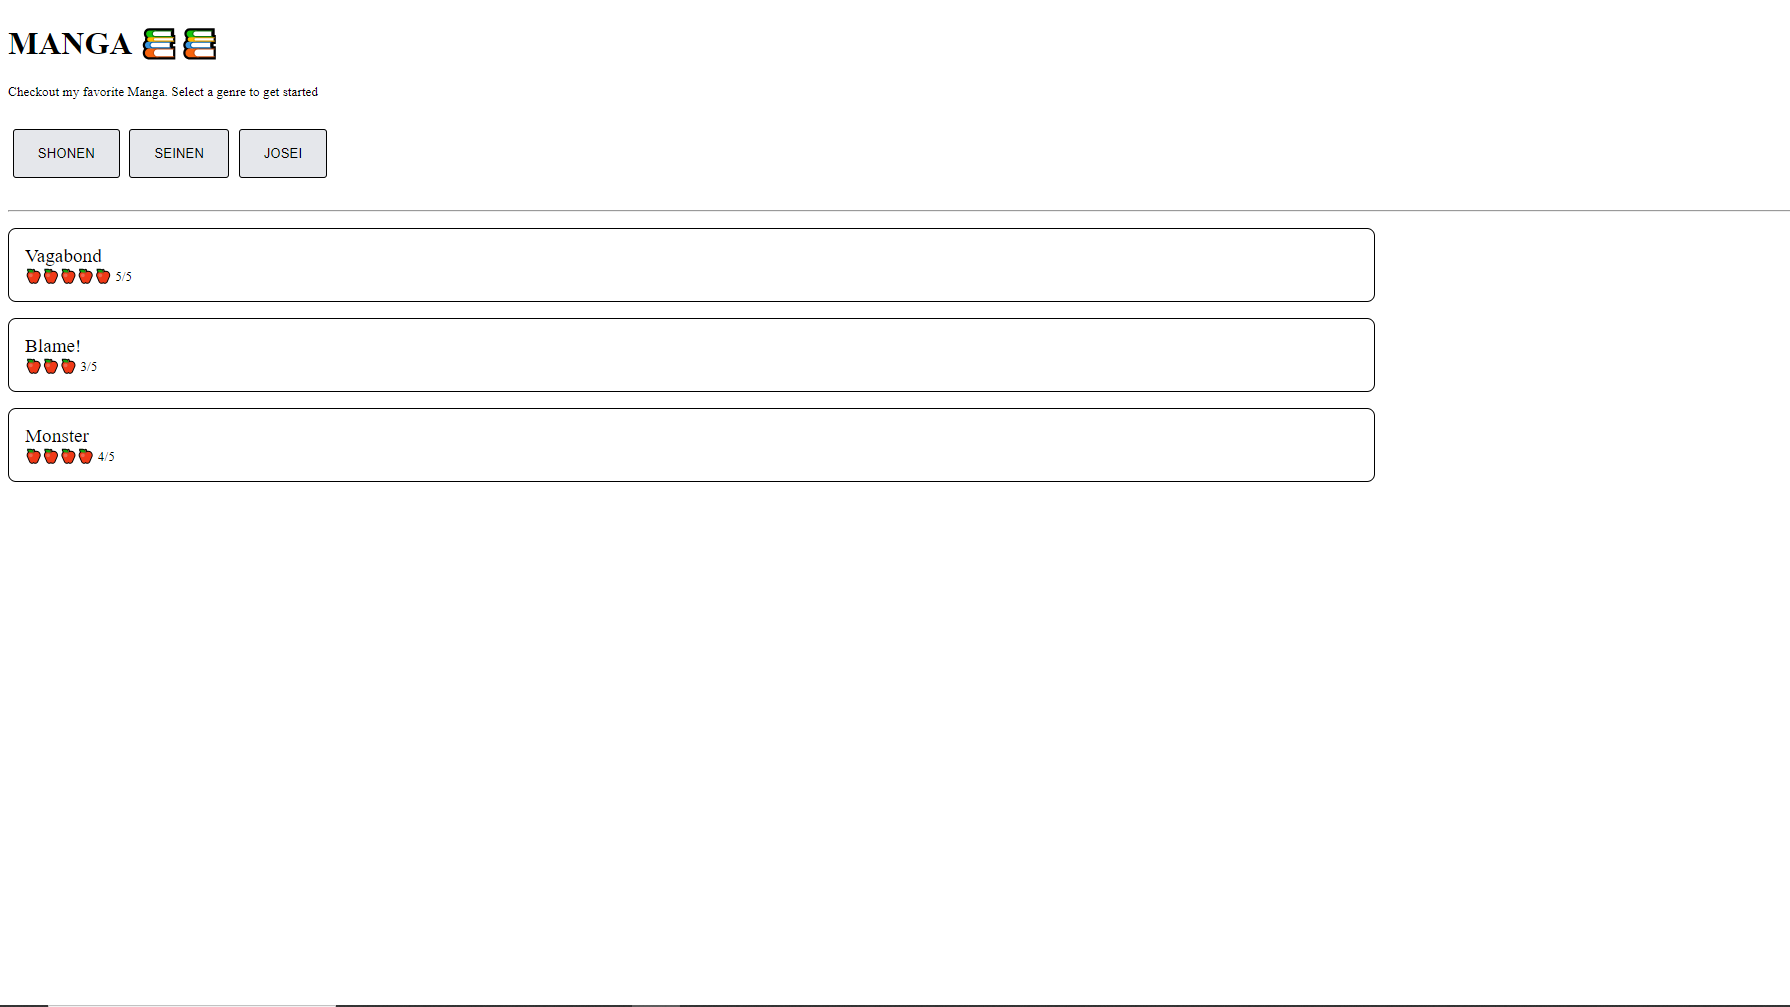 MANGA 📚📚
Checkout my favorite Manga. Select a genre to get started
SHONEN SEINEN JOSEI
Vagabond
🍎🍎🍎🍎🍎 5/5
Blame!
🍎🍎🍎 3/5
Monster
🍎🍎🍎🍎 4/5